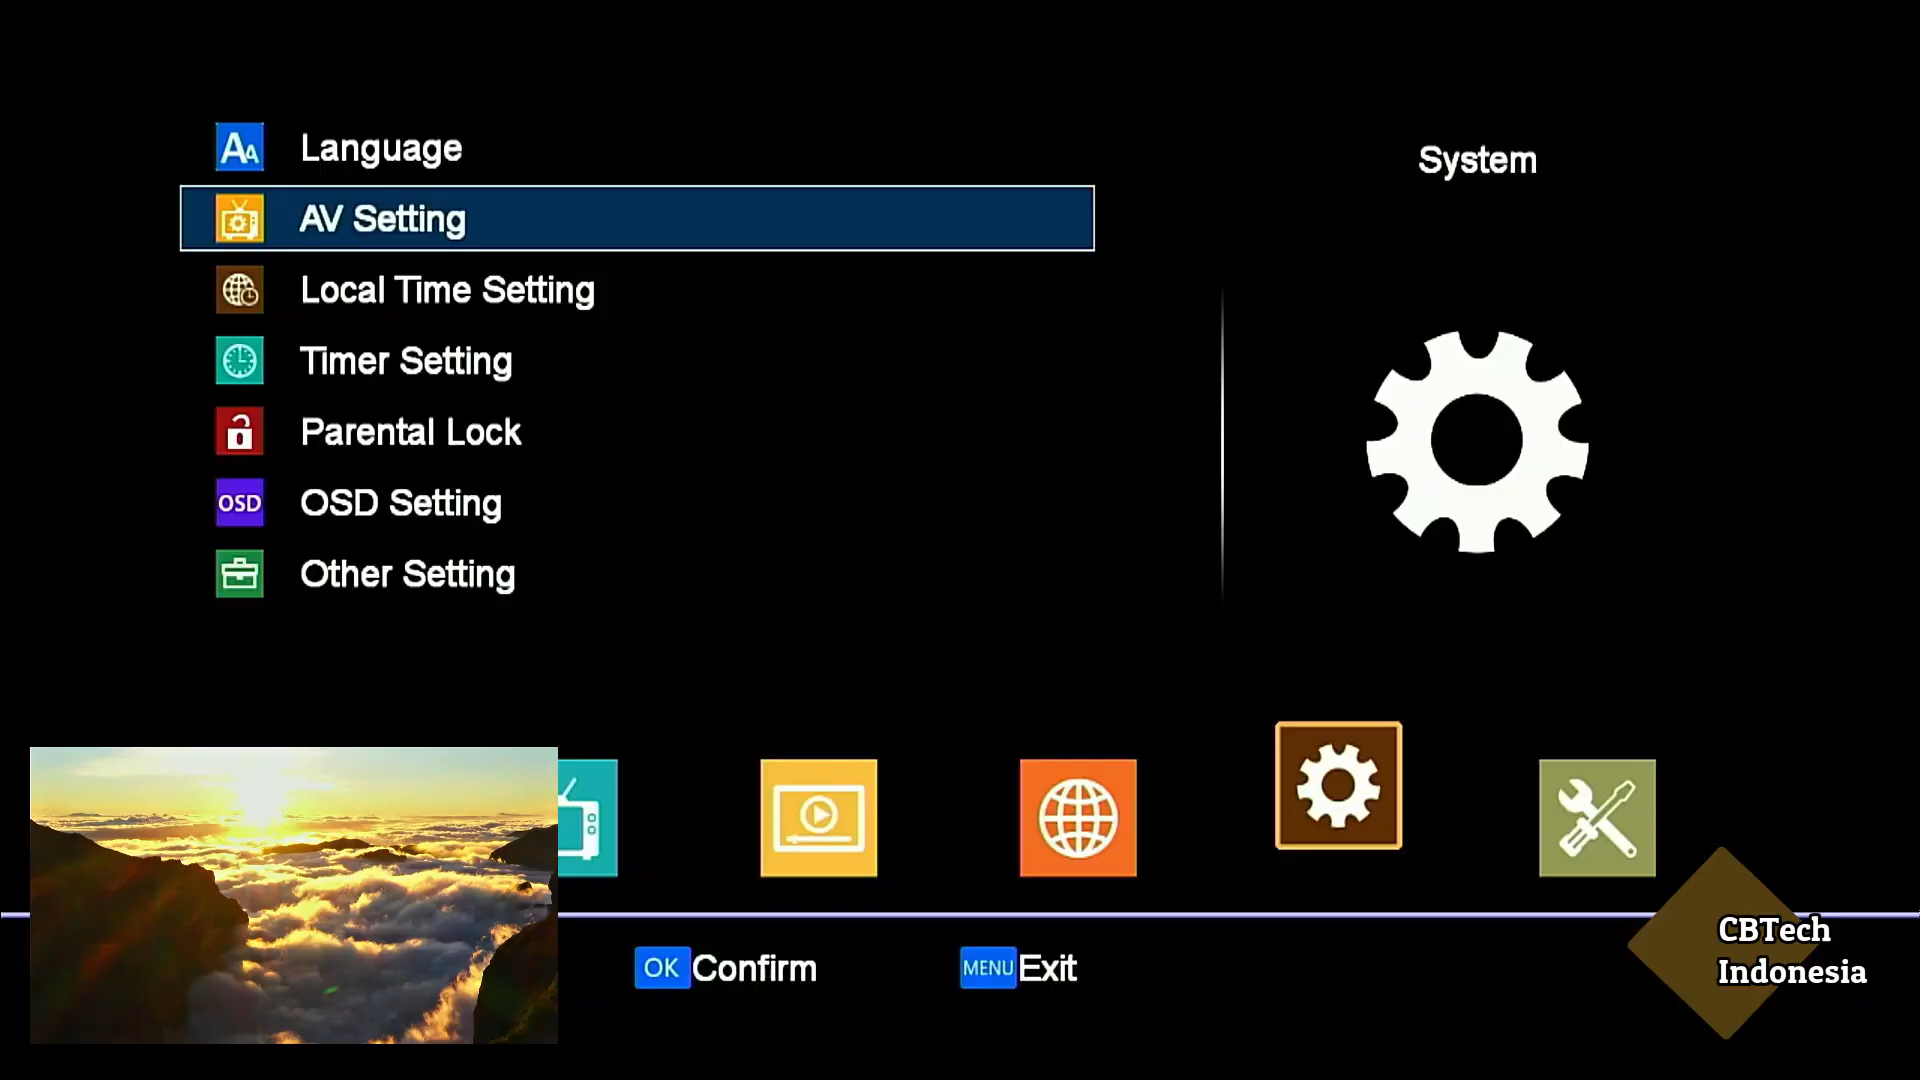 Language
System
AV Setting
Local Time Setting
Timer Setting
Parental Lock
OSD
OSD Setting
Other Setting
OK Confirm
MENU Exit
CBTech
Indonesia